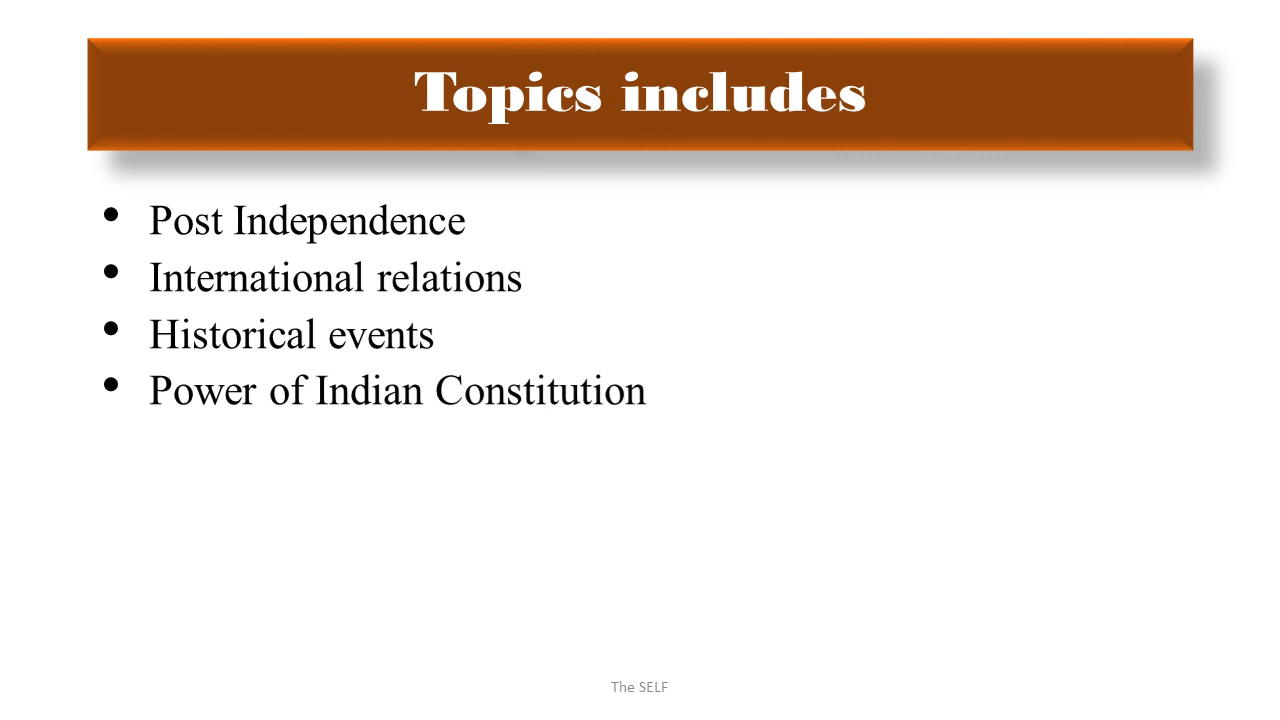 Topics includes
• Post Independence
• International relations
• Historical events
• Power of Indian Constitution
The SELF